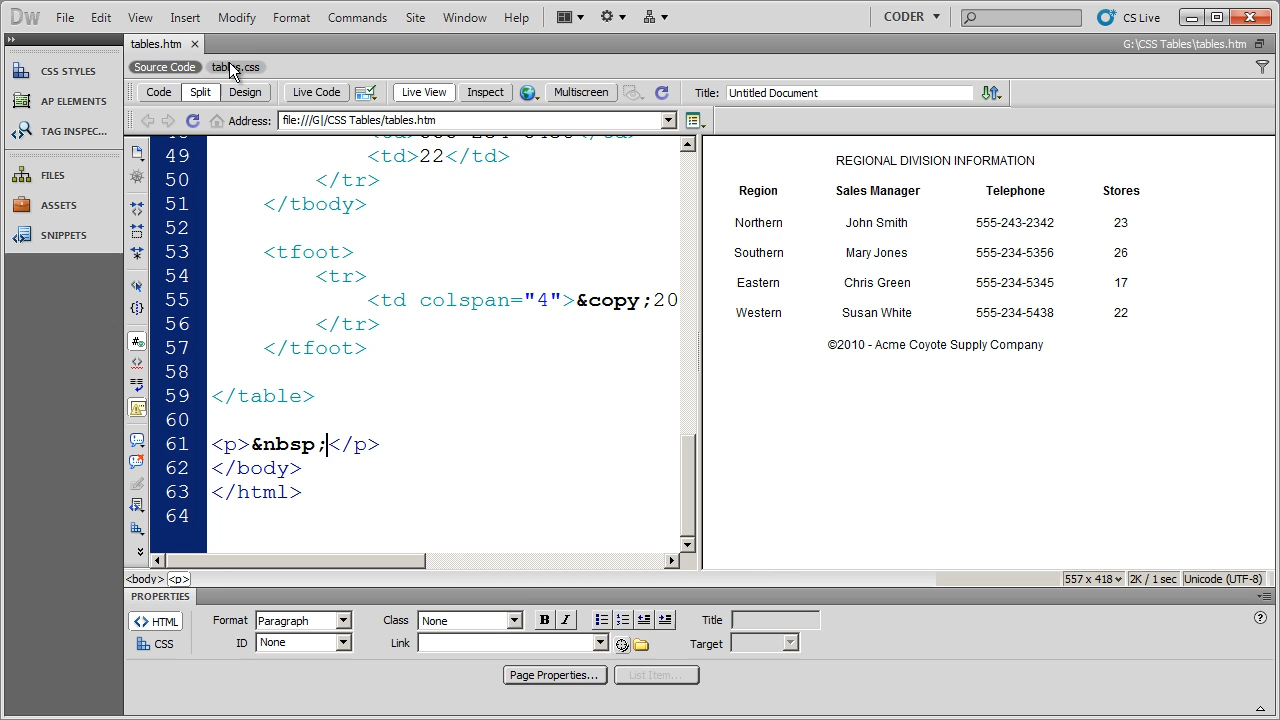 Dw File Edit View Insert Modify Format Commands Site Window Help CODER CS Live
tables.htm G:\CSS Tables\tables.htm
Source Code tables.css
Code Split Design Live Code Live View Inspect Multiscreen Title: Untitled Document
Address: file:///G|/CSS Tables/tables.htm
CSS STYLES
AP ELEMENTS
TAG INSPEC...
FILES
ASSETS
SNIPPETS
49 <td>22</td>
50 </tr>
51 </tbody>
52
53 <tfoot>
54 <tr>
55 <td colspan="4">&copy;20
56 </tr>
57 </tfoot>
58
59 </table>
60
61 <p>&nbsp;</p>
62 </body>
63 </html>
64
REGIONAL DIVISION INFORMATION
Region Sales Manager Telephone Stores
Northern John Smith 555-243-2342 23
Southern Mary Jones 555-234-5356 26
Eastern Chris Green 555-234-5345 17
Western Susan White 555-234-5438 22
©2010 - Acme Coyote Supply Company
<body> <p> 557 x 418 2K / 1 sec Unicode (UTF-8)
PROPERTIES
<> HTML Format Paragraph Class None B I Title
CSS ID None Link Target
Page Properties... List Item...